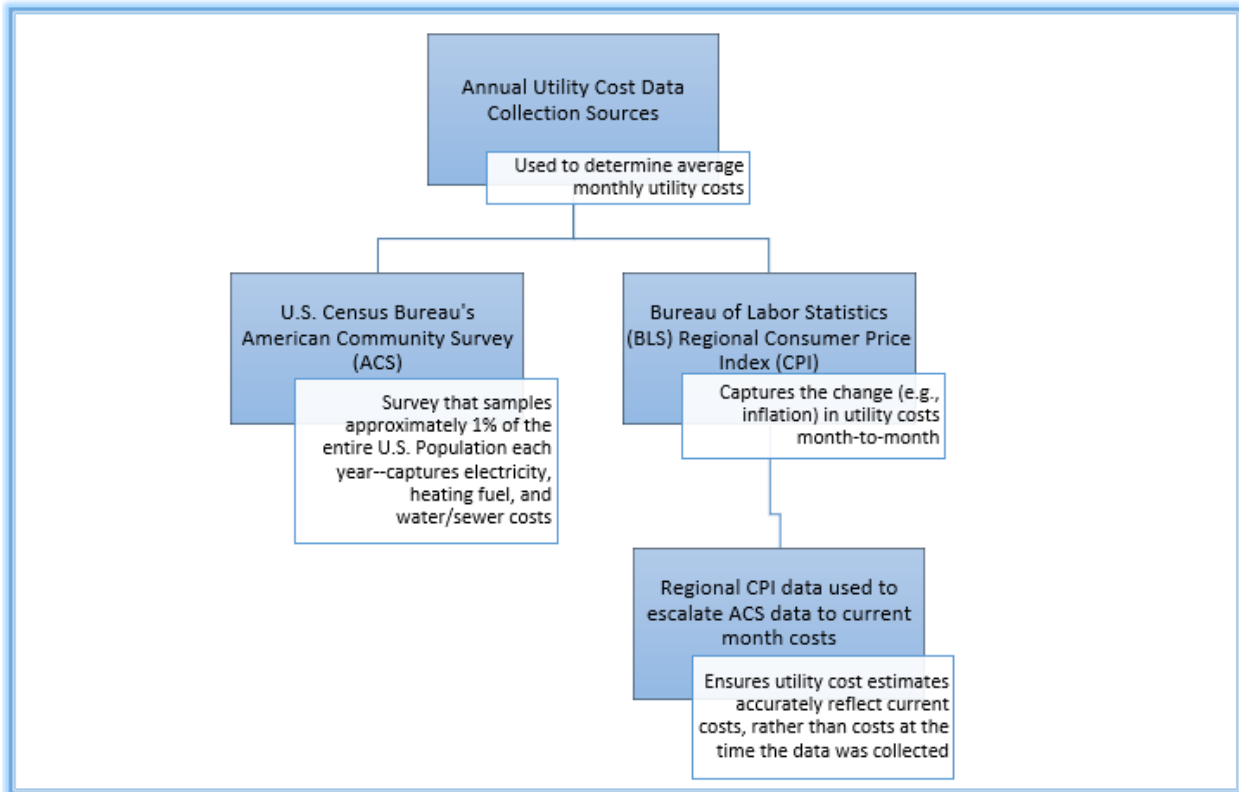 Annual Utility Cost Data
Collection Sources
Used to determine average
monthly utility costs
U.S. Census Bureau's
American Community Survey
(ACS)
Survey that samples
approximately 1% of the
entire U.S. Population each
year--captures electricity,
heating fuel, and
water/sewer costs
Bureau of Labor Statistics
(BLS) Regional Consumer Price
Index (CPI)
Captures the change (e.g.,
inflation) in utility costs
month-to-month
Regional CPI data used to
escalate ACS data to current
month costs
Ensures utility cost estimates
accurately reflect current
costs, rather than costs at the
time the data was collected